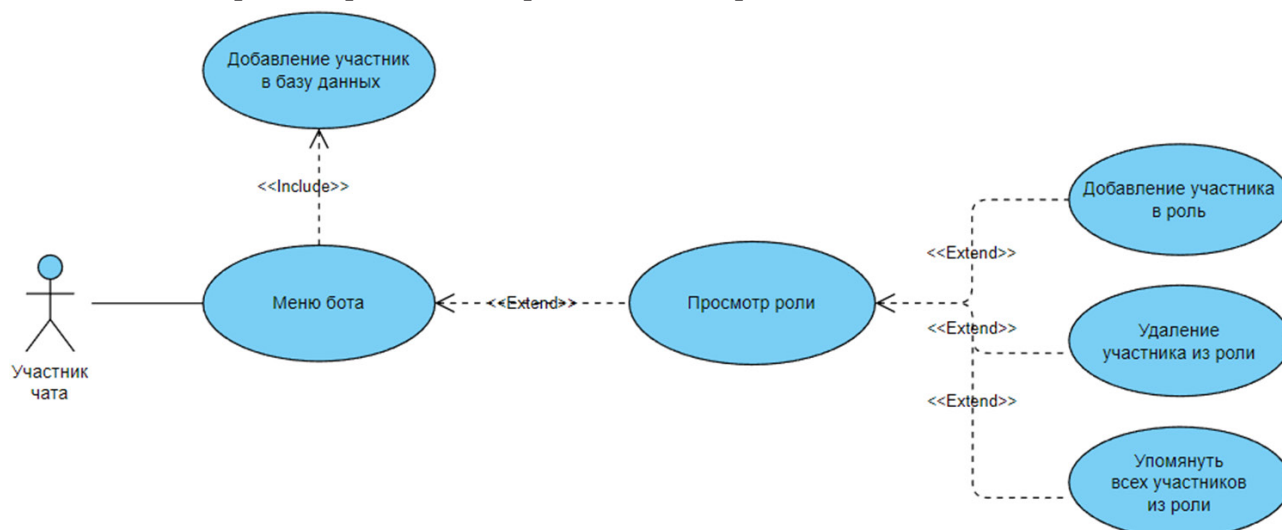 Добавление участник
в базу данных
<<Include>>
Добавление участника
в роль
<<Extend>>
Меню бота
<<Extend>>
Просмотр роли
<<Extend>>
Удаление
участника из роли
Участник
чата
<<Extend>>
Упомянуть
всех участников
из роли